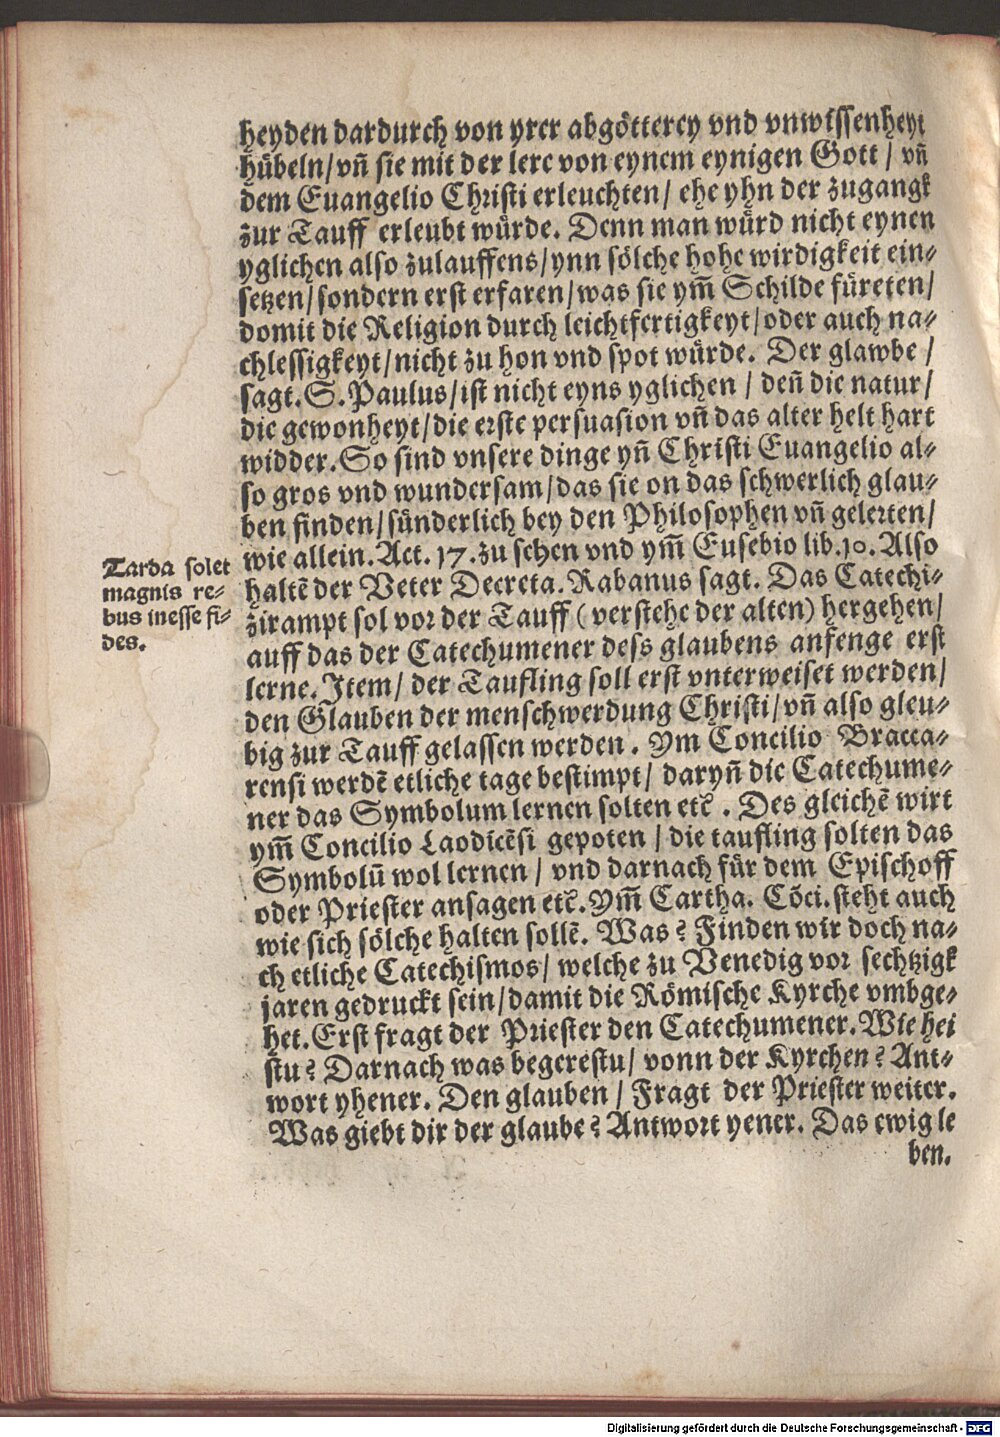 heyden dardurch von yrer abgötterey vnd vnwissenheyt
hübeln/vn̄ sie mit der lere von eynem eynigen Gott / vn̄
dem Euangelio Christi erleuchten/ ehe yhn der zugangk
zur Tauff erleubt würde. Denn man würd nicht eynen
yglichen also zulauffens/ynn sölche hohe wirdigkeit ein-
setzen/sondern erst erfaren/was sie ym̄ Schilde füreten/
domit die Religion durch leichtfertigkeyt/oder auch na-
chlessigkeyt/nicht zu hon vnd spot würde. Der glawbe /
sagt.S.Paulus/ist nicht eyns yglichen / den̄ die natur/
die gewonheyt/die erste persuasion vn̄ das alter helt hart
widder.So sind vnsere dinge yn̄ Christi Euangelio al-
so gros vnd wundersam/das sie on das schwerlich glau-
ben finden/sünderlich bey den Philosophen vn̄ gelerten/
wie allein.Act. 17.zu sehen vnd ym̄ Eusebio lib.10. Also
haltē der Veter Decreta. Rabanus sagt. Das Catechi-
zirampt sol vor der Tauff (verstehe der alten) hergehen/
auff das der Catechumener dess glaubens anfenge erst
lerne. Item/ der Taufling soll erst vnterweiset werden/
den Glauben der menschwerdung Christi/vn̄ also gleu-
big zur Tauff gelassen werden . Ym Concilio Bracca-
rensi werdē etliche tage bestimpt/ daryn̄ die Catechume-
ner das Symbolum lernen solten etc̄ . Des gleichē wirt
ym̄ Concilio Laodicēsi gepoten / die taufling solten das
Symbolū wol lernen / vnd darnach für dem Epischoff
oder Priester ansagen etc̄. Ym̄ Cartha. Cōci.steht auch
wie sich sölche halten sollē. Was? Finden wir doch na-
ch etliche Catechismos/ welche zu Venedig vor sechtzigk
jaren gedruckt sein/damit die Römische Kyrche vmbge-
het.Erst fragt der Priester den Catechumener.Wie hei
stu? Darnach was begerestu/ vonn der Kyrchen? Ant-
wort yhener. Den glauben / Fragt der Priester weiter.
Was giebt dir der glaube? Antwort yener. Das ewig le
ben.
Tarda solet
magnis re-
bus inesse fi-
des.
Digitalisierung gefördert durch die Deutsche Forschungsgemeinschaft - DFG